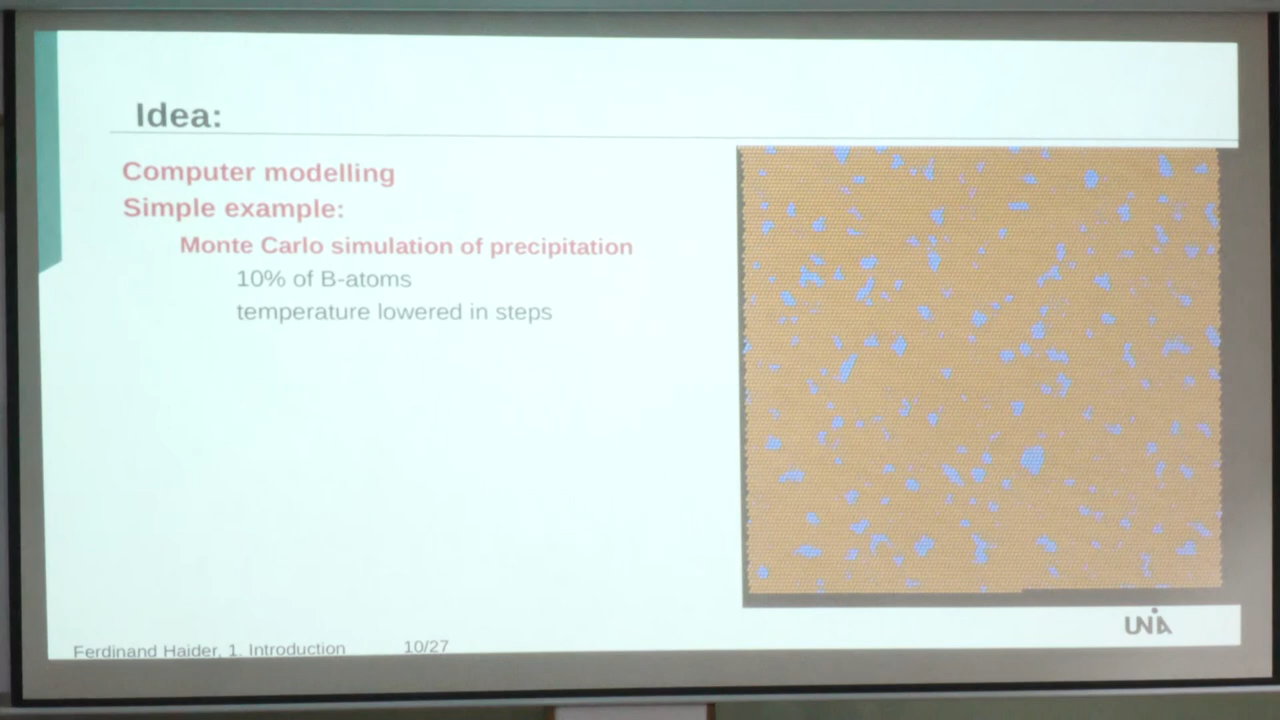 Idea:
Computer modelling
Simple example:
Monte Carlo simulation of precipitation
10% of B-atoms
temperature lowered in steps
UNIA
Ferdinand Haider, 1. Introduction 10/27